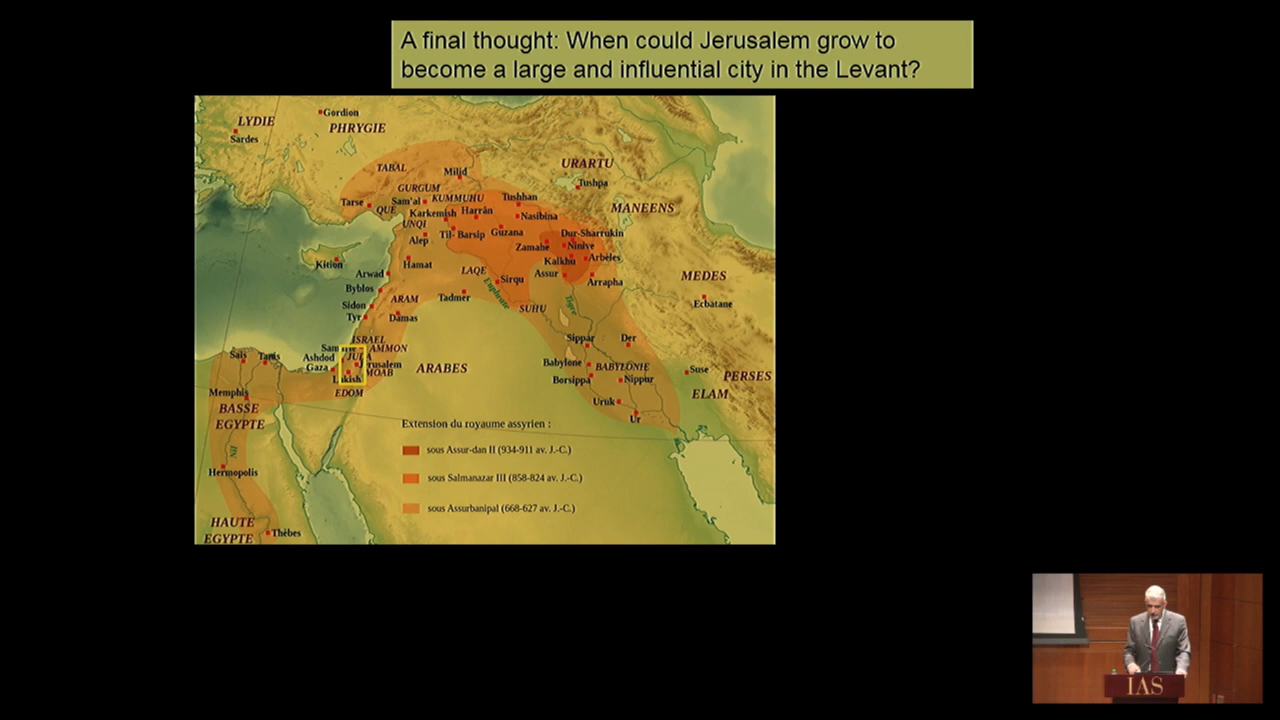 A final thought: When could Jerusalem grow to
become a large and influential city in the Levant?
Gordion
LYDIE
PHRYGIE
Sardes
URARTU
TABAL
Milid
Tushpa
GURGUM
Sam'al
KUMMUHU
Tushhan
Tarse
QUE
Karkemish
Harrân
Nasibina
MANEENS
UNQI
Alep
Til- Barsip
Guzana
Dur-Sharrukin
Zamahe
Ninive
Kition
Hamat
Kalkhu
Arbèles
Arwad
LAQE
Sirqu
Assur
Arrapha
MEDES
Byblos
Tadmer
Euphrate
Ecbatane
Sidon
ARAM
Tigre
SUHU
Tyr
Damas
ISRAEL
Sippar
Der
AMMON
Saïs
Tanis
Ashdod
Gaza
Babylone
BABYLONIE
ARABES
MOAB
Suse
PERSES
Borsippa
Nippur
Memphis
EDOM
ELAM
Uruk
BASSE
EGYPTE
Ur
Extension du royaume assyrien :
Nil
sous Assur-dan II (934-911 av. J.-C.)
Hermopolis
sous Salmanazar III (858-824 av. J.-C.)
sous Assurbanipal (668-627 av. J.-C.)
HAUTE
EGYPTE
Thèbes
IAS